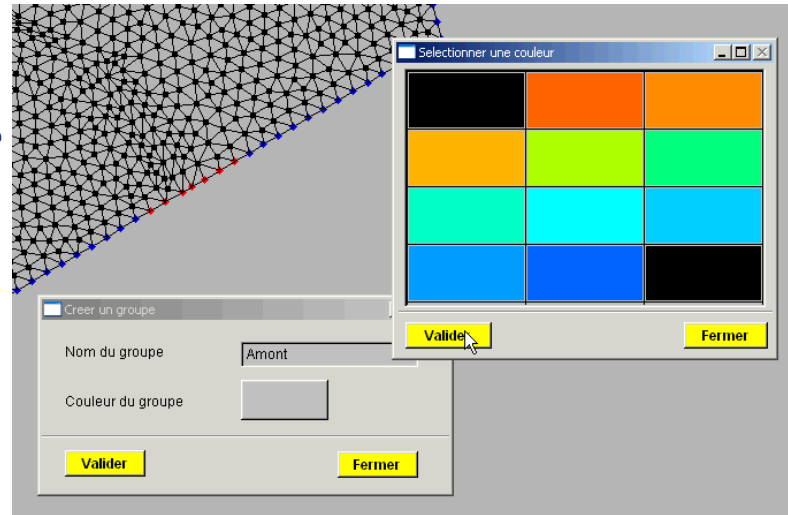 Selectionner une couleur
Valider
Fermer
Creer un groupe
Nom du groupe
Amont
Couleur du groupe
Valider
Fermer